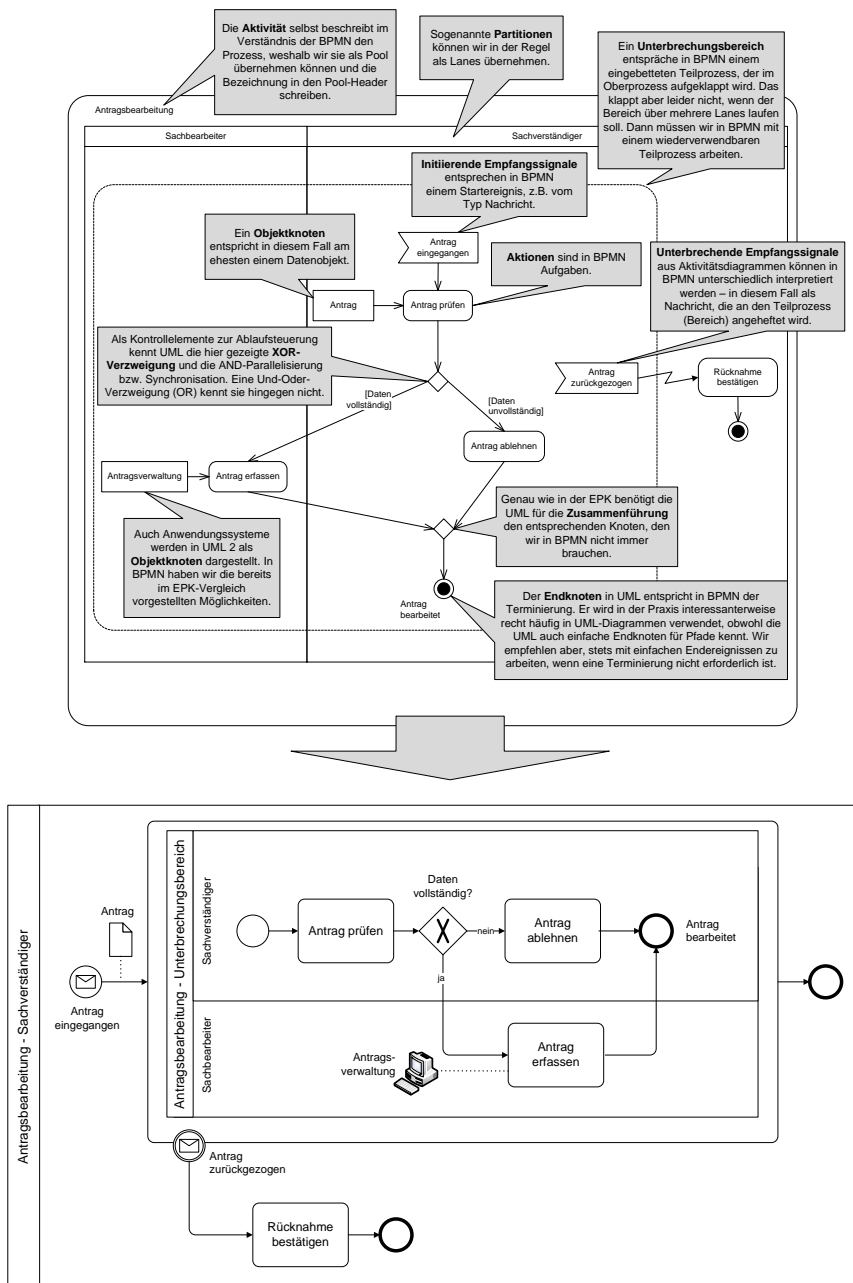 Die Aktivität selbst beschreibt im
Verständnis der BPMN den
Prozess, weshalb wir sie als Pool
übernehmen können und die
Bezeichnung in den Pool-Header
schreiben.
Sogenannte Partitionen
können wir in der Regel
als Lanes übernehmen.
Ein Unterbrechungsbereich
entspräche in BPMN einem
eingebetteten Teilprozess, der im
Oberprozess aufgeklappt wird. Das
klappt aber leider nicht, wenn der
Bereich über mehrere Lanes laufen
soll. Dann müssen wir in BPMN mit
einem wiederverwendbaren
Teilprozess arbeiten.
Antragsbearbeitung
Sachbearbeiter
Sachverständiger
Initiierende Empfangssignale
entsprechen in BPMN
einem Startereignis, z.B. vom
Typ Nachricht.
Ein Objektknoten
entspricht in diesem Fall am
ehesten einem Datenobjekt.
Antrag
eingegangen
Aktionen sind in BPMN
Aufgaben.
Unterbrechende Empfangssignale
aus Aktivitätsdiagrammen können in
BPMN unterschiedlich interpretiert
werden – in diesem Fall als
Nachricht, die an den Teilprozess
(Bereich) angeheftet wird.
Antrag
Antrag prüfen
Als Kontrollelemente zur Ablaufsteuerung
kennt UML die hier gezeigte XOR-
Verzweigung und die AND-Parallelisierung
bzw. Synchronisation. Eine Und-Oder-
Verzweigung (OR) kennt sie hingegen nicht.
Antrag
zurückgezogen
Rücknahme
bestätigen
[Daten
vollständig]
[Daten
unvollständig]
Antrag ablehnen
Antragsverwaltung
Antrag erfassen
Genau wie in der EPK benötigt die
UML für die Zusammenführung
den entsprechenden Knoten, den
wir in BPMN nicht immer
brauchen.
Auch Anwendungssysteme
werden in UML 2 als
Objektknoten dargestellt. In
BPMN haben wir die bereits
im EPK-Vergleich
vorgestellten Möglichkeiten.
Antrag
bearbeitet
Der Endknoten in UML entspricht in BPMN der
Terminierung. Er wird in der Praxis interessanterweise
recht häufig in UML-Diagrammen verwendet, obwohl die
UML auch einfache Endknoten für Pfade kennt. Wir
empfehlen aber, stets mit einfachen Endereignissen zu
arbeiten, wenn eine Terminierung nicht erforderlich ist.
Antragsbearbeitung - Sachverständiger
Antrag
Antrag
eingegangen
Antragsbearbeitung - Unterbrechungsbereich
Sachverständiger
Antrag prüfen
Daten
vollständig?
nein
ja
Antrag
ablehnen
Antrag
bearbeitet
Sachbearbeiter
Antrags-
verwaltung
Antrag
erfassen
Antrag
zurückgezogen
Rücknahme
bestätigen